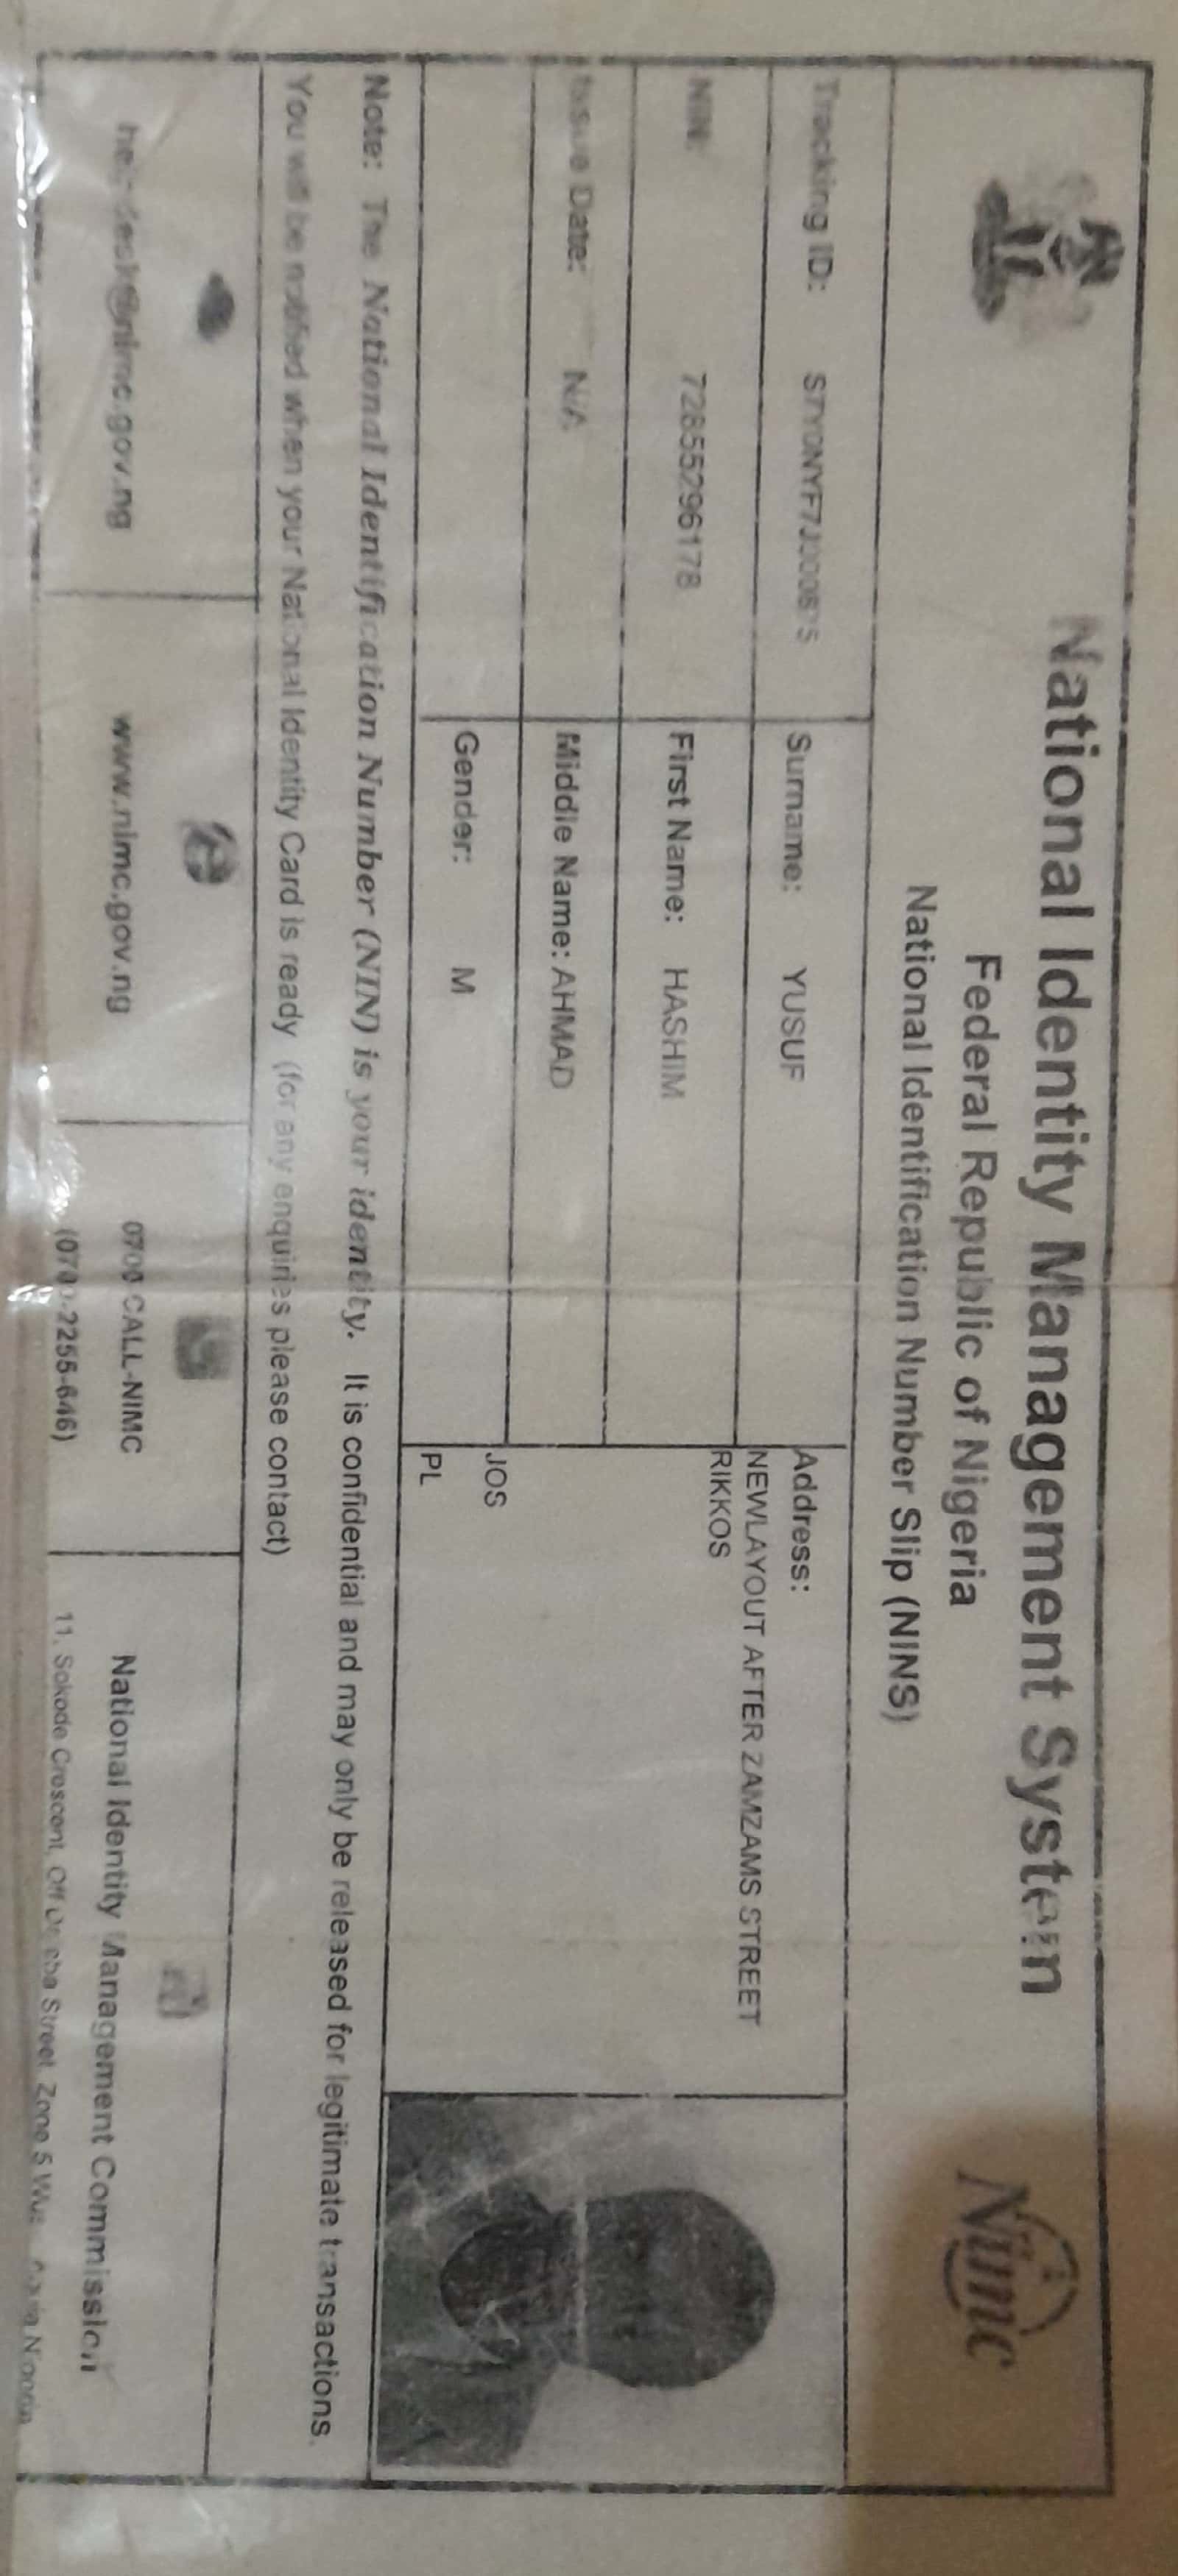 National Identity Management System
Federal Republic of Nigeria
National Identification Number Slip (NINS)
Nimc
Tracking ID:
Surname: YUSUF
Address:
NEWLAYOUT AFTER ZAMZAMS STREET
RIKKOS
JOS
PL
NIN: 72855296178
First Name: HASHIM
Issue Date: N/A
Middle Name: AHMAD
Gender: M
Note: The National Identification Number (NIN) is your identity. It is confidential and may only be released for legitimate transactions.
You will be notified when your National Identity Card is ready (for any enquiries please contact)
helpdesk@nimc.gov.ng
www.nimc.gov.ng
0700-CALL-NIMC
(0700-2255-646)
National Identity Management Commission
11, Sokode Crescent, Off Street, Zone 5